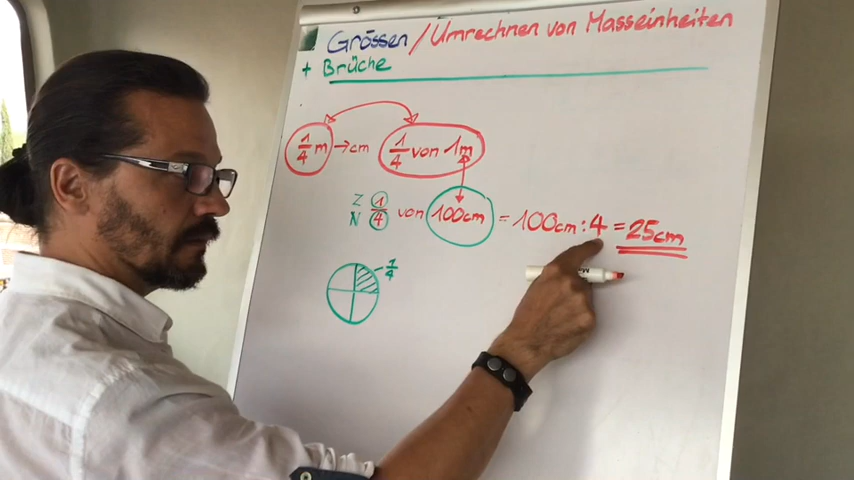 Grössen / Umrechnen von Masseinheiten
+ Brüche
1/4 m → cm 1/4 von 1m
Z 1
N 4 von 100cm = 100cm : 4 = 25cm
1/4